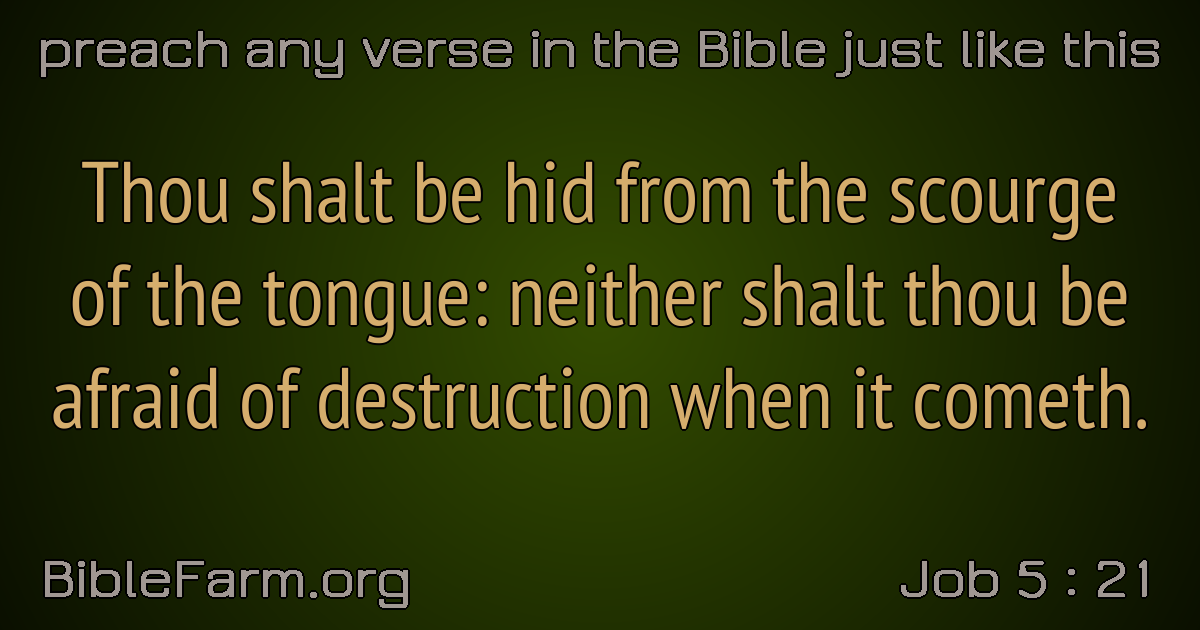 preach any verse in the Bible just like this
Thou shalt be hid from the scourge
of the tongue: neither shalt thou be
afraid of destruction when it cometh.
BibleFarm.org
Job 5 : 21